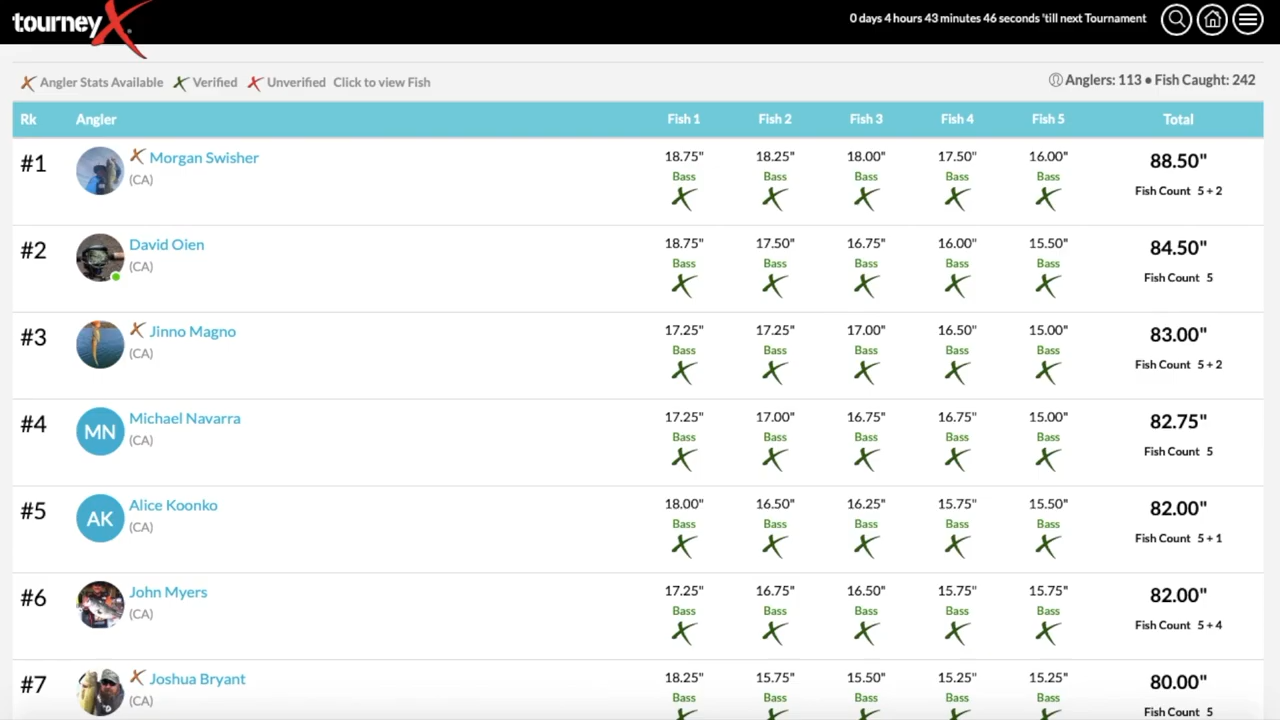 tourneyX
0 days 4 hours 43 minutes 46 seconds 'till next Tournament
Angler Stats Available Verified Unverified Click to view Fish
Anglers: 113 • Fish Caught: 242
Rk Angler Fish 1 Fish 2 Fish 3 Fish 4 Fish 5 Total
#1 Morgan Swisher 18.75" 18.25" 18.00" 17.50" 16.00" 88.50"
(CA) Bass Bass Bass Bass Bass Fish Count 5 + 2
#2 David Oien 18.75" 17.50" 16.75" 16.00" 15.50" 84.50"
(CA) Bass Bass Bass Bass Bass Fish Count 5
#3 Jinno Magno 17.25" 17.25" 17.00" 16.50" 15.00" 83.00"
(CA) Bass Bass Bass Bass Bass Fish Count 5 + 2
#4 MN Michael Navarra 17.25" 17.00" 16.75" 16.75" 15.00" 82.75"
(CA) Bass Bass Bass Bass Bass Fish Count 5
#5 AK Alice Koonko 18.00" 16.50" 16.25" 15.75" 15.50" 82.00"
(CA) Bass Bass Bass Bass Bass Fish Count 5 + 1
#6 John Myers 17.25" 16.75" 16.50" 15.75" 15.75" 82.00"
(CA) Bass Bass Bass Bass Bass Fish Count 5 + 4
#7 Joshua Bryant 18.25" 15.75" 15.50" 15.25" 15.25" 80.00"
(CA) Bass Bass Bass Bass Bass Fish Count 5